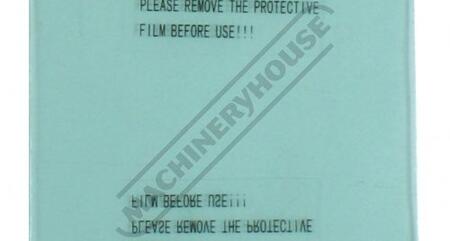 PLEASE REMOVE THE PROTECTIVE
FILM BEFORE USE!!!
MACHINERYHOUSE
FILM BEFORE USE!!!
PLEASE REMOVE THE PROTECTIVE